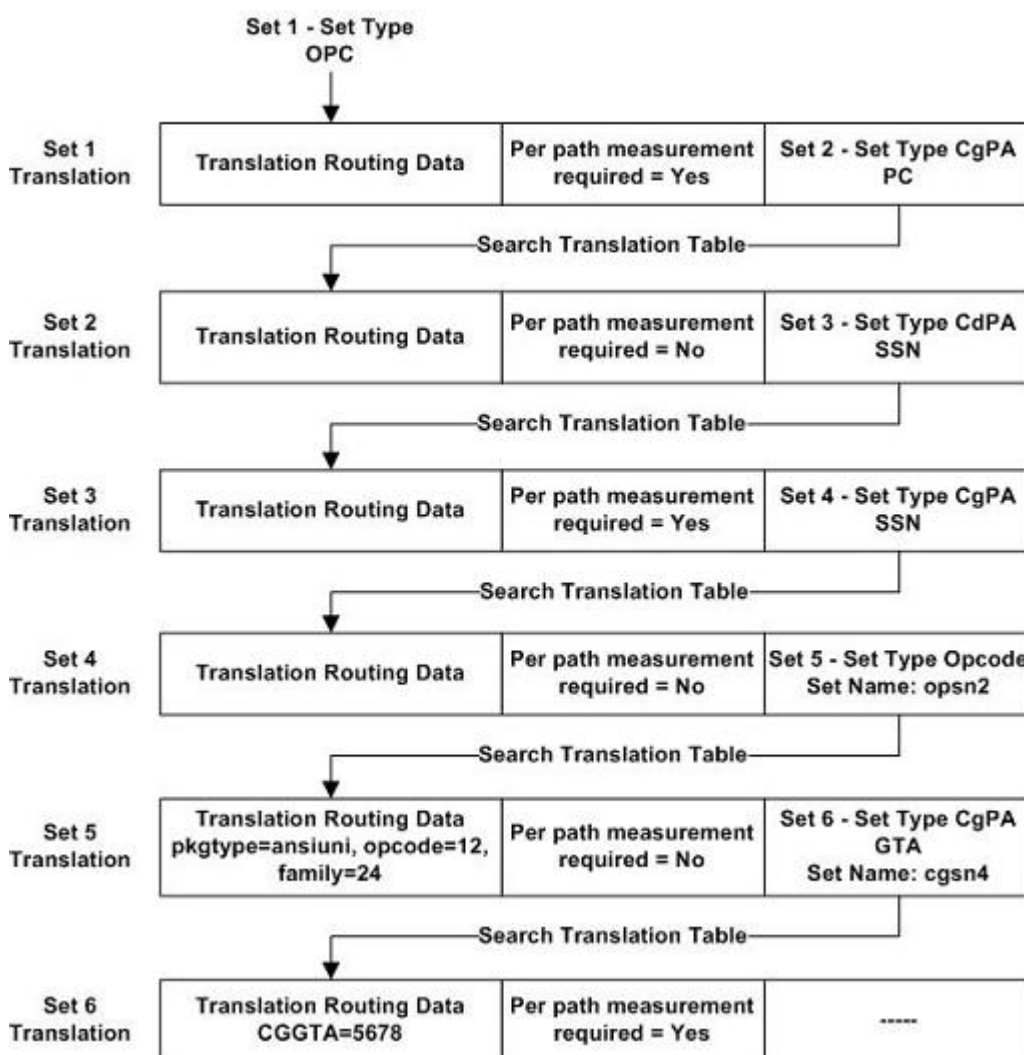 Set 1 - Set Type
OPC
Set 1
Translation
Translation Routing Data
Per path measurement
required = Yes
Set 2 - Set Type CgPA
PC
Search Translation Table
Set 2
Translation
Translation Routing Data
Per path measurement
required = No
Set 3 - Set Type CdPA
SSN
Search Translation Table
Set 3
Translation
Translation Routing Data
Per path measurement
required = Yes
Set 4 - Set Type CgPA
SSN
Search Translation Table
Set 4
Translation
Translation Routing Data
Per path measurement
required = No
Set 5 - Set Type Opcode
Set Name: opsn2
Search Translation Table
Set 5
Translation
Translation Routing Data
pkgtype=ansiuni, opcode=12,
family=24
Per path measurement
required = No
Set 6 - Set Type CgPA
GTA
Set Name: cgsn4
Search Translation Table
Set 6
Translation
Translation Routing Data
CGGTA=5678
Per path measurement
required = Yes
-----